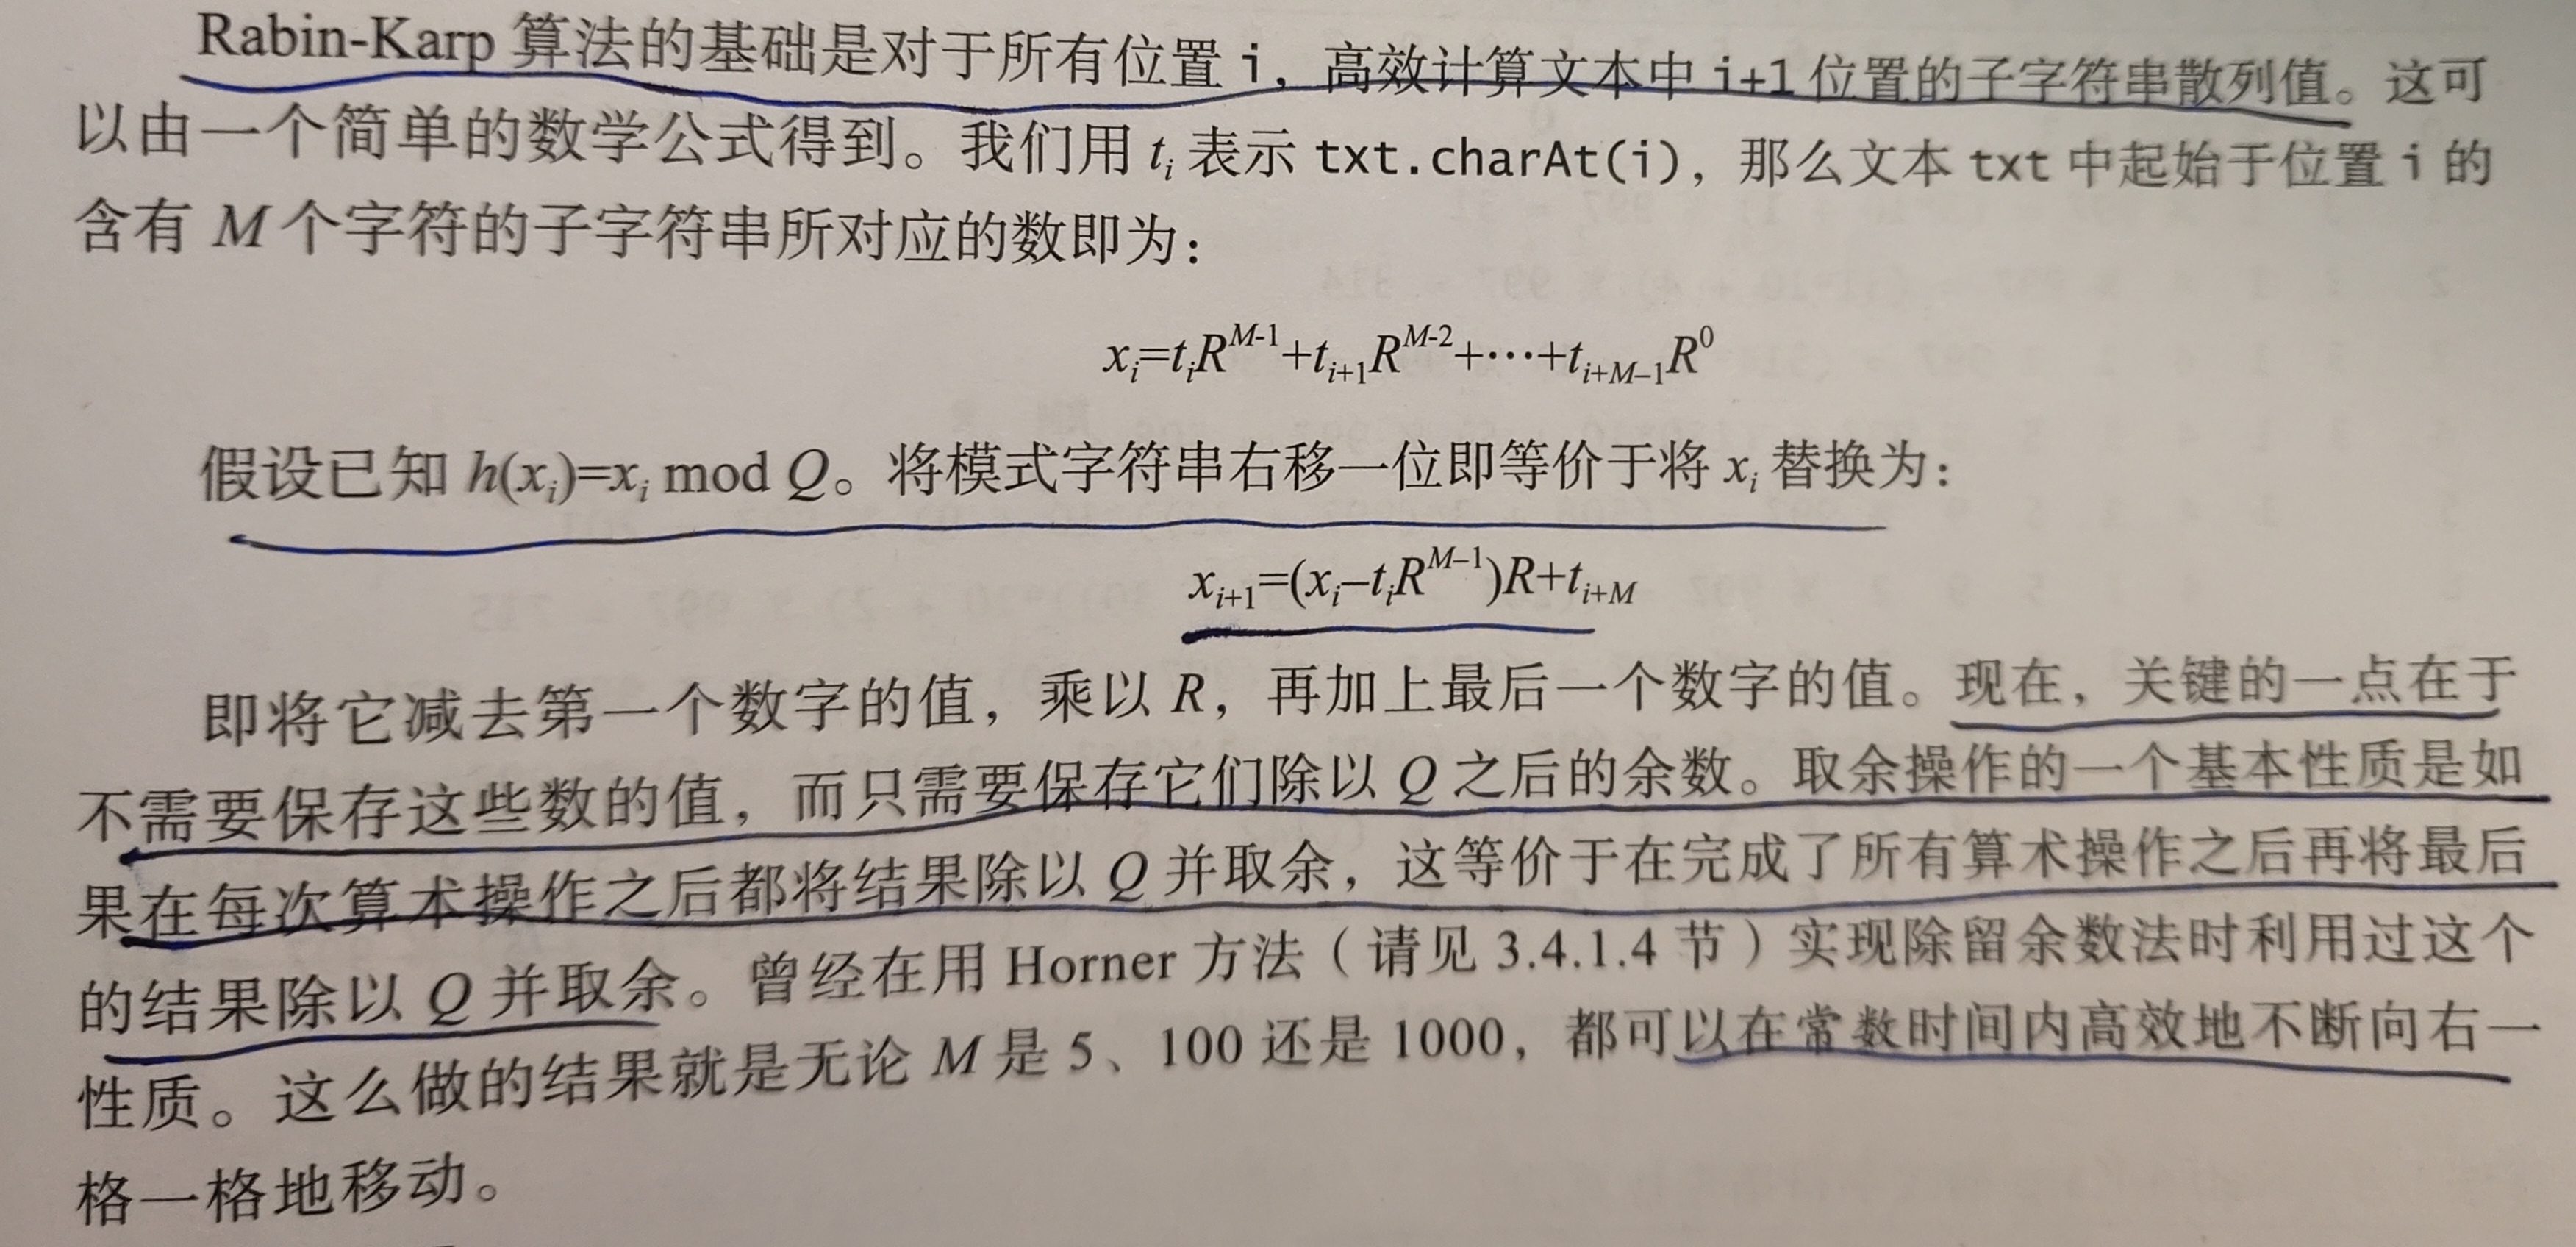 Rabin-Karp 算法的基础是对于所有位置 i，高效计算文本中 i+1 位置的子字符串散列值。这可
以由一个简单的数学公式得到。我们用 tᵢ 表示 txt.charAt(i)，那么文本 txt 中起始于位置 i 的
含有 M 个字符的子字符串所对应的数即为：
x_i=t_iR^{M-1}+t_{i+1}R^{M-2}+⋯+t_{i+M–1}R^0
假设已知 h(x_i)=x_i mod Q。将模式字符串右移一位即等价于将 x_i 替换为：
x_{i+1}=(x_i–t_iR^{M–1})R+t_{i+M}
即将它减去第一个数字的值，乘以 R，再加上最后一个数字的值。现在，关键的一点在于
不需要保存这些数的值，而只需要保存它们除以 Q 之后的余数。取余操作的一个基本性质是如
果在每次算术操作之后都将结果除以 Q 并取余，这等价于在完成了所有算术操作之后再将最后
的结果除以 Q 并取余。曾经在用 Horner 方法（请见 3.4.1.4 节）实现除留余数法时利用过这个
性质。这么做的结果就是无论 M 是 5、100 还是 1000，都可以在常数时间内高效地不断向右一
格一格地移动。